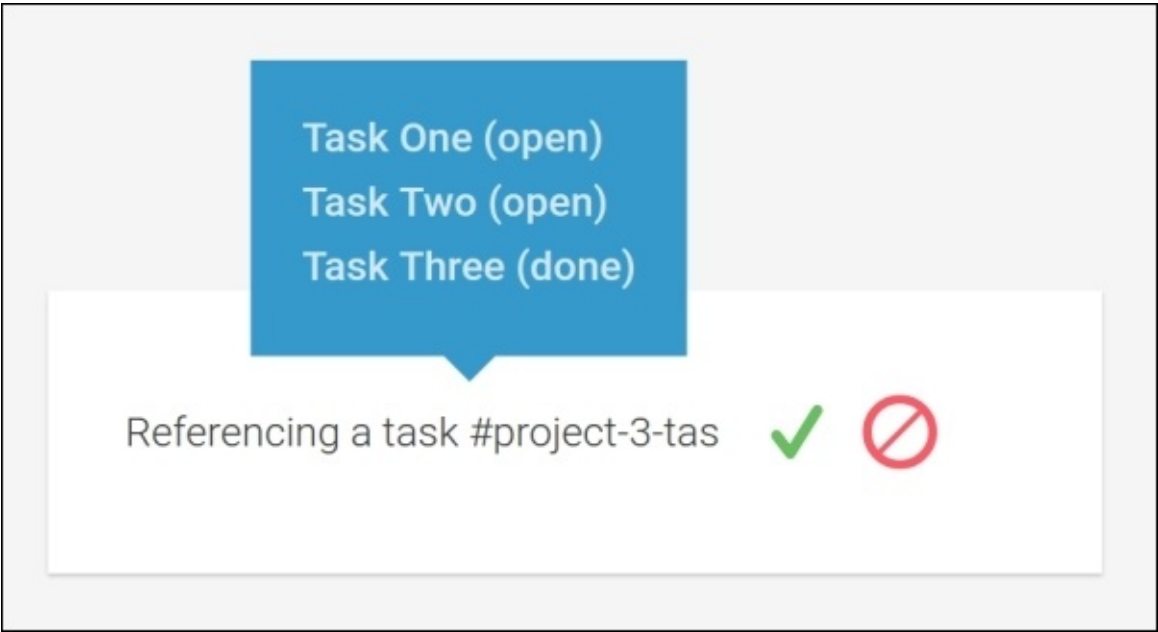 Task One (open)
Task Two (open)
Task Three (done)
Referencing a task #project-3-tas